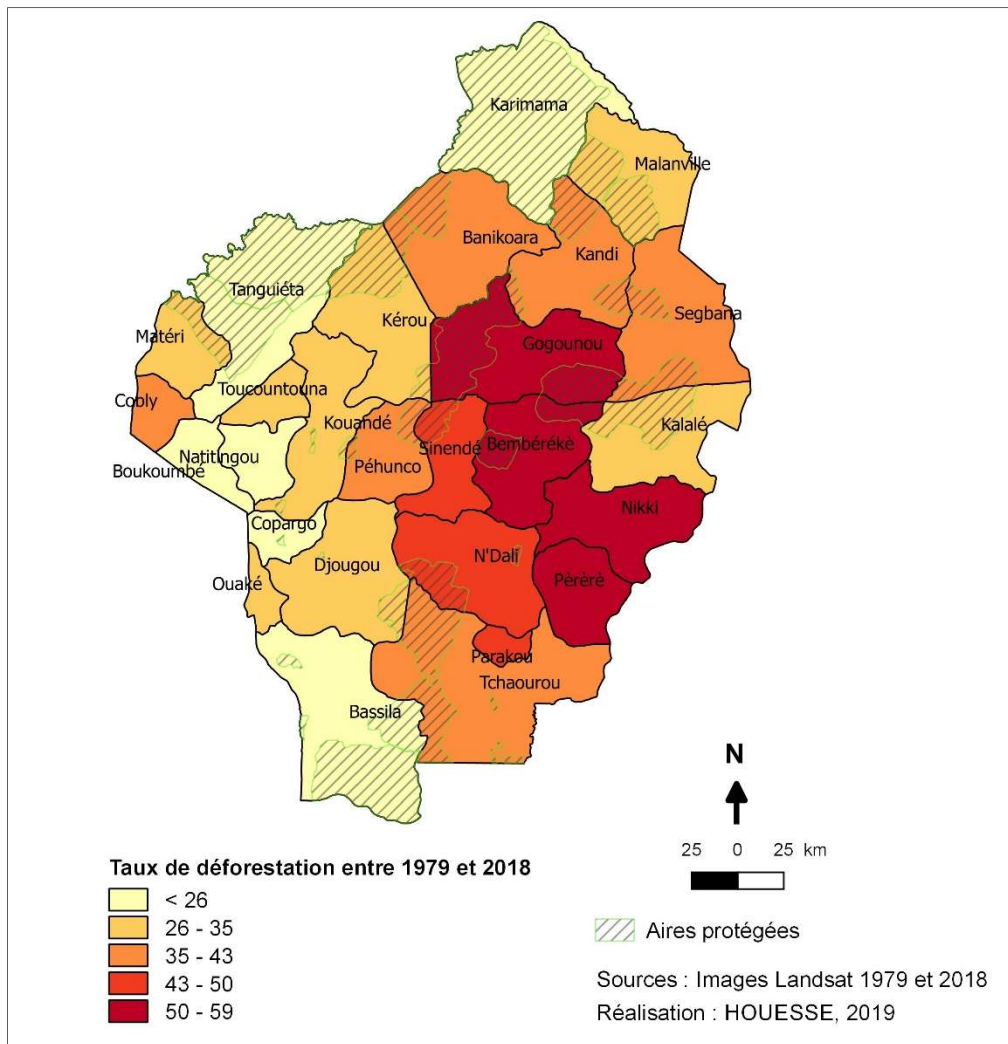 Karimama
Malanville
Banikoara
Kandi
Tanguiéta
Segbana
Kérou
Matéri
Gogounou
Toucountouna
Cobly
Kouandé
Kalalé
Sinendé
Bembéréké
Natitingou
Péhunco
Boukoumbé
Nikki
Copargo
N'Dali
Djougou
Ouaké
Pèrèrè
Parakou
Tchaourou
Bassila
N
25 0 25 km
Taux de déforestation entre 1979 et 2018
< 26
26 - 35
35 - 43
43 - 50
50 - 59
Aires protégées
Sources : Images Landsat 1979 et 2018
Réalisation : HOUESSE, 2019